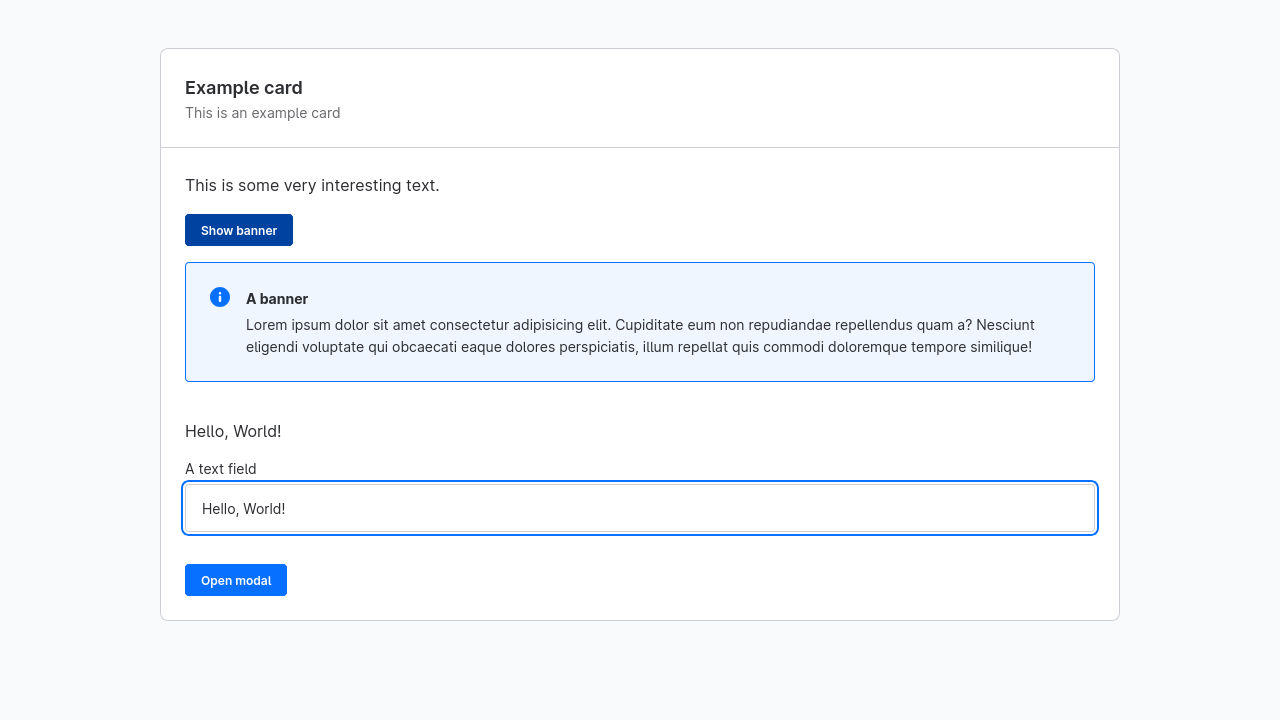 Example card
This is an example card
This is some very interesting text.
Show banner
A banner
Lorem ipsum dolor sit amet consectetur adipisicing elit. Cupiditate eum non repudiandae repellendus quam a? Nesciunt
eligendi voluptate qui obcaecati eaque dolores perspiciatis, illum repellat quis commodi doloremque tempore similique!
Hello, World!
A text field
Hello, World!
Open modal